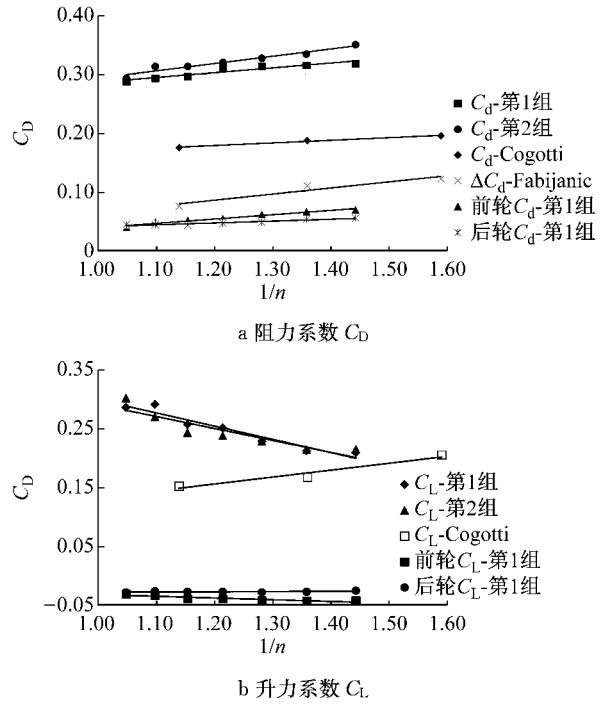 0.40
0.30
0.20
0.10
0
C_D
1.00 1.10 1.20 1.30 1.40 1.50 1.60
1/n
C_d-第1组
C_d-第2组
C_d-Cogotti
ΔC_d-Fabijanic
前轮C_d-第1组
后轮C_d-第1组
a 阻力系数 C_D
0.35
0.25
0.15
0.05
-0.05
C_D
1.00 1.10 1.20 1.30 1.40 1.50 1.60
1/n
C_L-第1组
C_L-第2组
C_L-Cogotti
前轮C_L-第1组
后轮C_L-第1组
b 升力系数 C_L